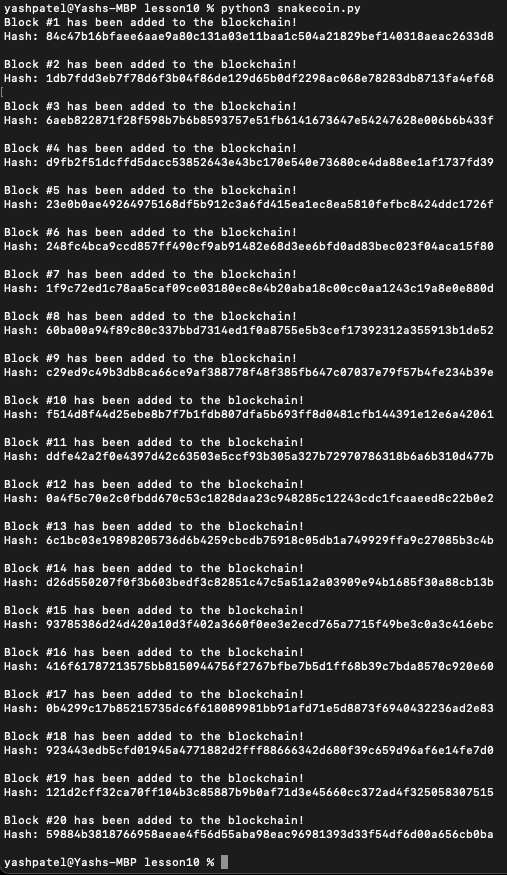 yashpatel@Yashs-MBP lesson10 % python3 snakecoin.py
Block #1 has been added to the blockchain!
Hash: 84c47b16bfaee6aae9a80c131a03e11baa1c504a21829bef140318aeac2633d8
Block #2 has been added to the blockchain!
Hash: 1db7fdd3eb7f78d6f3b04f86de129d65b0df2298ac068e78283db8713fa4ef68
Block #3 has been added to the blockchain!
Hash: 6aeb822871f28f598b7b6b8593757e51fb6141673647e54247628e006b6b433f
Block #4 has been added to the blockchain!
Hash: d9fb2f51dcffd5dacc53852643e43bc170e540e73680ce4da88ee1af1737fd39
Block #5 has been added to the blockchain!
Hash: 23e0b0ae49264975168df5b912c3a6fd415ea1ec8ea5810fefbc8424ddc1726f
Block #6 has been added to the blockchain!
Hash: 248fc4bca9ccd857ff490cf9ab91482e68d3ee6bfd0ad83bec023f04aca15f80
Block #7 has been added to the blockchain!
Hash: 1f9c72ed1c78aa5caf09ce03180ec8e4b20aba18c00cc0aa1243c19a8e0e880d
Block #8 has been added to the blockchain!
Hash: 60ba00a94f89c80c337bbd7314ed1f0a8755e5b3cef17392312a355913b1de52
Block #9 has been added to the blockchain!
Hash: c29ed9c49b3db8ca66ce9af388778f48f385fb647c07037e79f57b4fe234b39e
Block #10 has been added to the blockchain!
Hash: f514d8f44d25ebe8b7f7b1fdb807dfa5b693ff8d0481cfb144391e12e6a42061
Block #11 has been added to the blockchain!
Hash: ddfe42a2f0e4397d42c63503e5ccf93b305a327b72970786318b6a6b310d477b
Block #12 has been added to the blockchain!
Hash: 0a4f5c70e2c0fbdd670c53c1828daa23c948285c12243cdc1fcaaeed8c22b0e2
Block #13 has been added to the blockchain!
Hash: 6c1bc03e19898205736d6b4259cbcdb75918c05db1a749929ffa9c27085b3c4b
Block #14 has been added to the blockchain!
Hash: d26d550207f0f3b603bedf3c82851c47c5a51a2a03909e94b1685f30a88cb13b
Block #15 has been added to the blockchain!
Hash: 93785386d24d420a10d3f402a3660f0ee3e2ecd765a7715f49be3c0a3c416ebc
Block #16 has been added to the blockchain!
Hash: 416f61787213575bb8150944756f2767bfbe7b5d1ff68b39c7bda8570c920e60
Block #17 has been added to the blockchain!
Hash: 0b4299c17b85215735dc6f618089981bb91afd71e5d8873f6940432236ad2e83
Block #18 has been added to the blockchain!
Hash: 923443edb5cfd01945a4771882d2fff88666342d680f39c659d96af6e14fe7d0
Block #19 has been added to the blockchain!
Hash: 121d2cff32ca70ff104b3c85887b9b0af71d3e45660cc372ad4f325058307515
Block #20 has been added to the blockchain!
Hash: 59884b3818766958aeae4f56d55aba98eac96981393d33f54df6d00a656cb0ba
yashpatel@Yashs-MBP lesson10 %